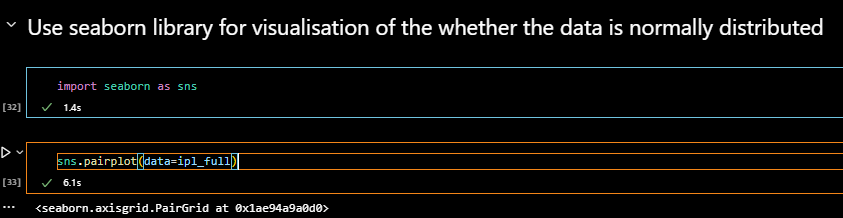 Use seaborn library for visualisation of the whether the data is normally distributed
import seaborn as sns
[32]
1.4s
sns.pairplot(data=ipl_full)
[33]
6.1s
... <seaborn.axisgrid.PairGrid at 0x1ae94a9a0d0>